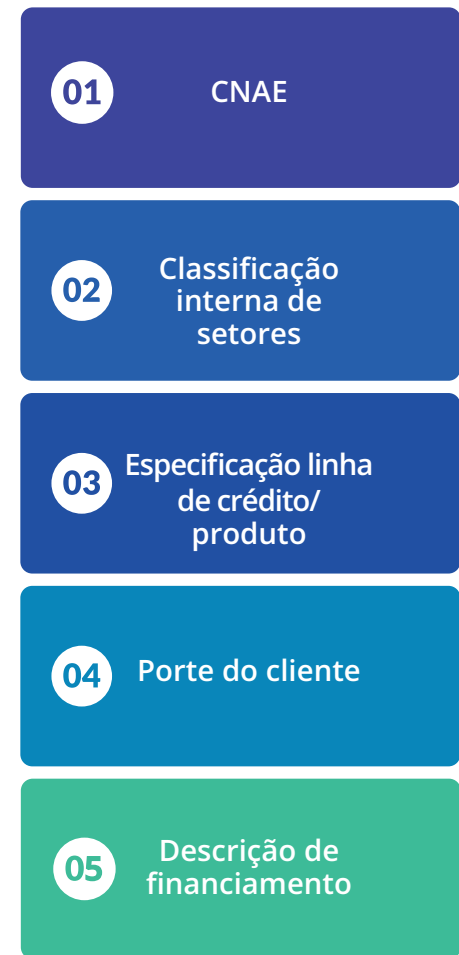 01
CNAE
02
Classificação
interna de
setores
03
Especificação linha
de crédito/
produto
04
Porte do cliente
05
Descrição de
financiamento